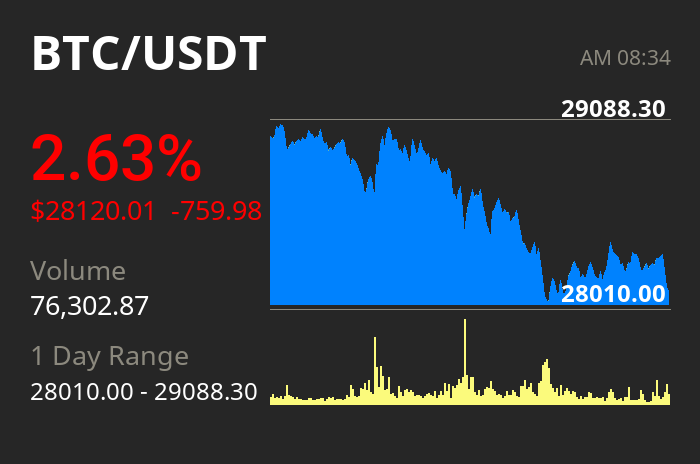 BTC/USDT
AM 08:34
29088.30
2.63%
$28120.01 -759.98
Volume
76,302.87
28010.00
1 Day Range
28010.00 - 29088.30